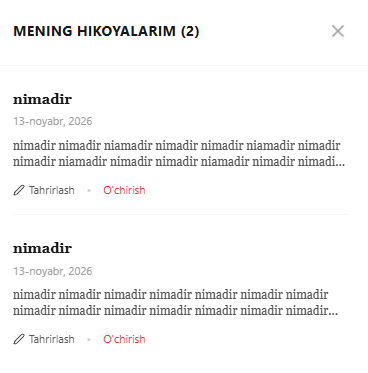 MENING HIKOYALARIM (2)
nimadir
13-noyabr, 2026
nimadir nimadir niamadir nimadir nimadir niamadir nimadir
nimadir niamadir nimadir nimadir niamadir nimadir nimadi...
Tahrirlash • O'chirish
nimadir
13-noyabr, 2026
nimadir nimadir nimadir nimadir nimadir nimadir nimadir
nimadir nimadir nimadir nimadir nimadir nimadir nimadir...
Tahrirlash • O'chirish